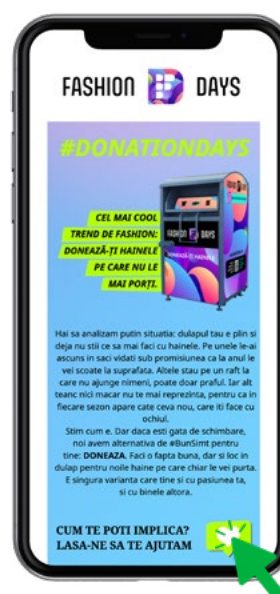 FASHION DAYS
#DONATIONDAYS
CEL MAI COOL
TREND DE FASHION:
DONEAZĂ-ȚI HAINELE
PE CARE NU LE
MAI PORȚI.
FASHION DAYS
DONEAZĂ-ȚI HAINELE
Hai sa analizam putin situatia: dulapul tau e plin si
deja nu stii ce sa mai faci cu hainele. Pe unele le-ai
ascuns in saci vidati sub promisiunea ca la anul le
vei scoate la suprafata. Altele stau pe un raft la
care nu ajunge nimeni, poate doar praful. Iar alt
teanc nici macar nu te mai reprezinta, pentru ca in
fiecare sezon apare cate ceva nou, care iti face cu
ochiul.
Stim cum e. Dar daca esti gata de schimbare,
noi avem alternativa de #BunSimt pentru
tine: DONEAZA. Faci o fapta buna, dar si loc in
dulap pentru noile haine pe care chiar le vei purta.
E singura varianta care tine si cu pasiunea ta,
si cu binele altora.
CUM TE POTI IMPLICA?
LASA-NE SA TE AJUTAM